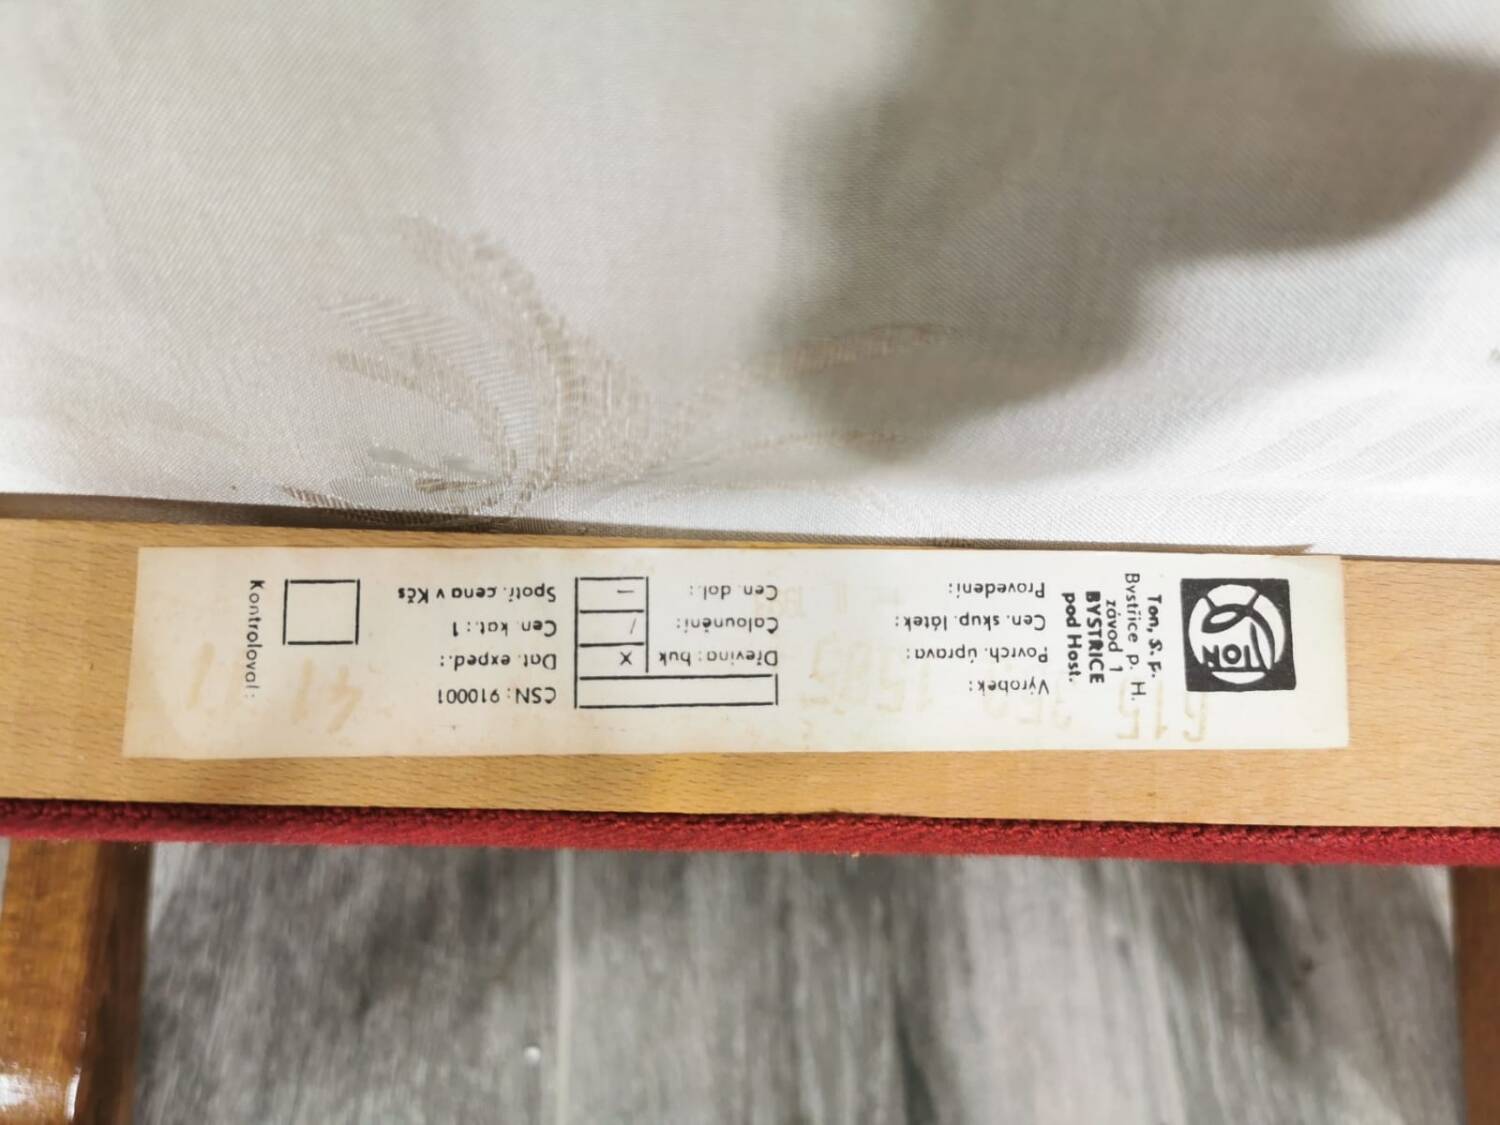 TON
Ton, S. P.
Bystřice p. H.
závod 1
BYSTŘICE
pod Host.
Výrobek:
Povrch. úprava:
Cen. skup. látek:
Provedení:
Dřevina: buk X
Čalounění: /
Cen. dol.: —
ČSN: 910001
Dat. exped.:
Cen. kat.: 1
Spotř. cena v Kčs
Kontroloval: